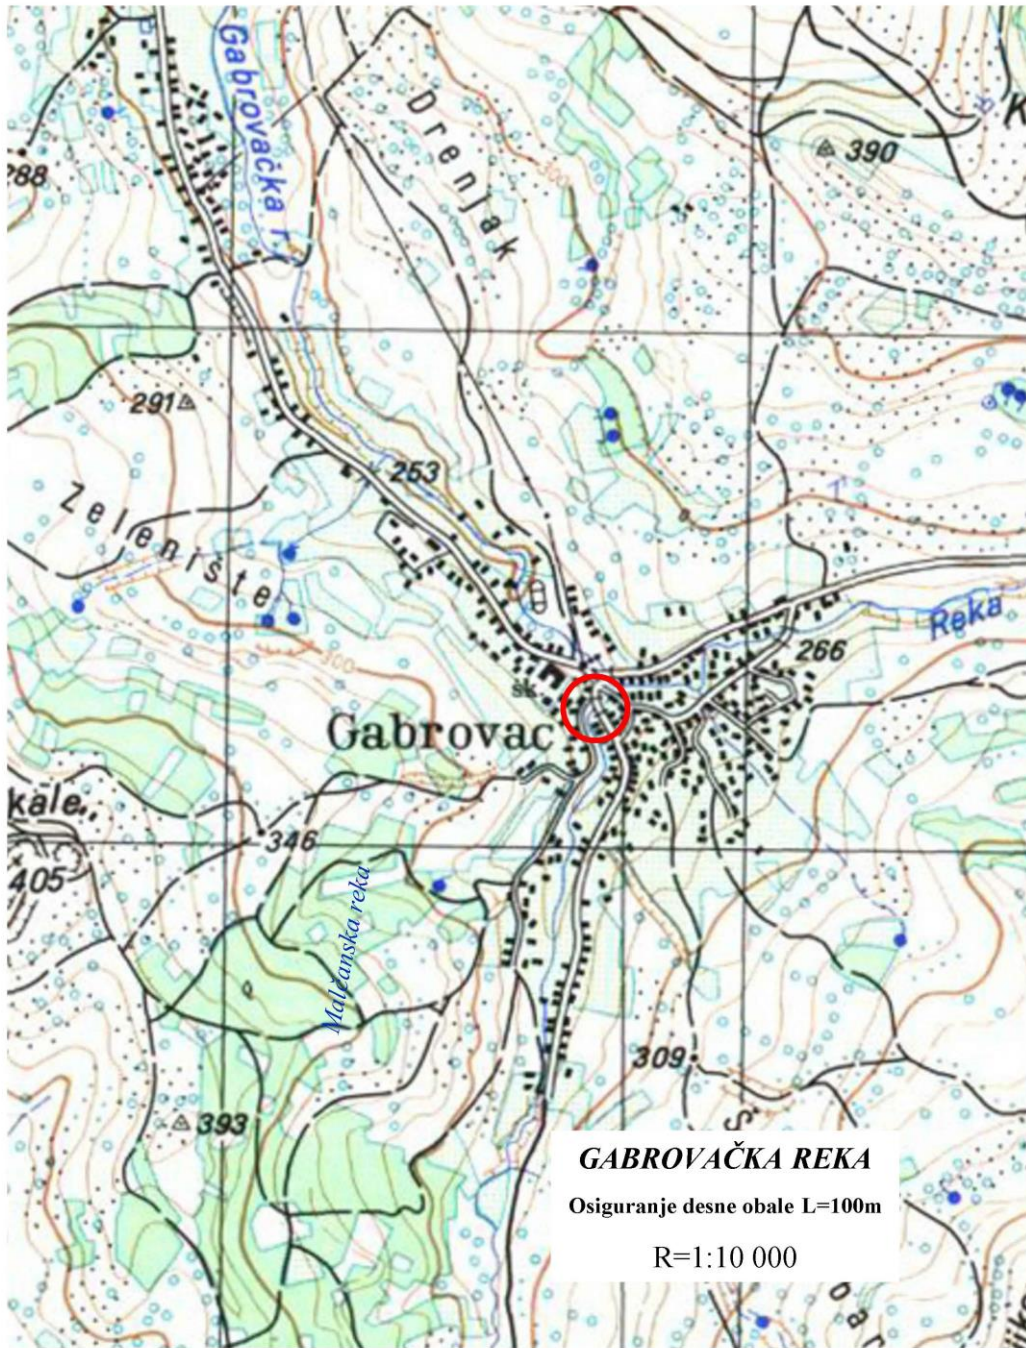 Gabrovačka r.
Drenjak
390
300
291
253
Zelenište
Reka
266
300
šk
Gabrovac
kale
346
405
Malčanska reka
309
393
GABROVAČKA REKA
Osiguranje desne obale L=100m
R=1:10 000